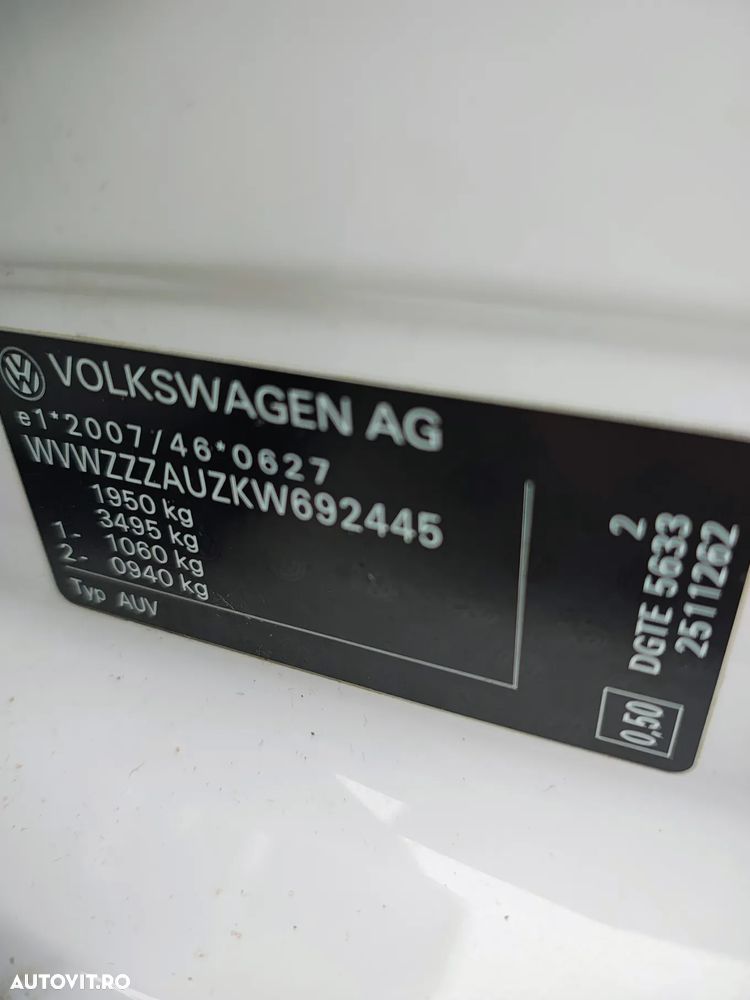 VOLKSWAGEN AG
e1*2007/46*0627
WVWZZZAUZKW692445
1950 kg
3495 kg
1- 1060 kg
2- 0940 kg
Typ AUV
2
DGTE 5633
2511262
0,50
AUTOVIT.RO